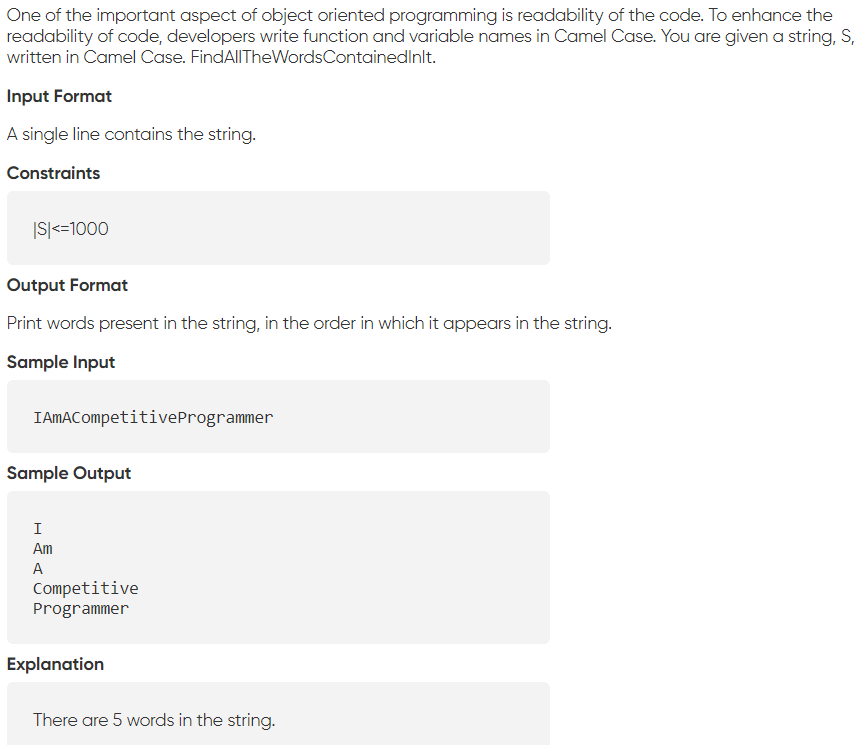 One of the important aspect of object oriented programming is readability of the code. To enhance the
readability of code, developers write function and variable names in Camel Case. You are given a string, S,
written in Camel Case. FindAllTheWordsContainedInIt.
Input Format
A single line contains the string.
Constraints
|S|<=1000
Output Format
Print words present in the string, in the order in which it appears in the string.
Sample Input
IAmACompetitiveProgrammer
Sample Output
I
Am
A
Competitive
Programmer
Explanation
There are 5 words in the string.